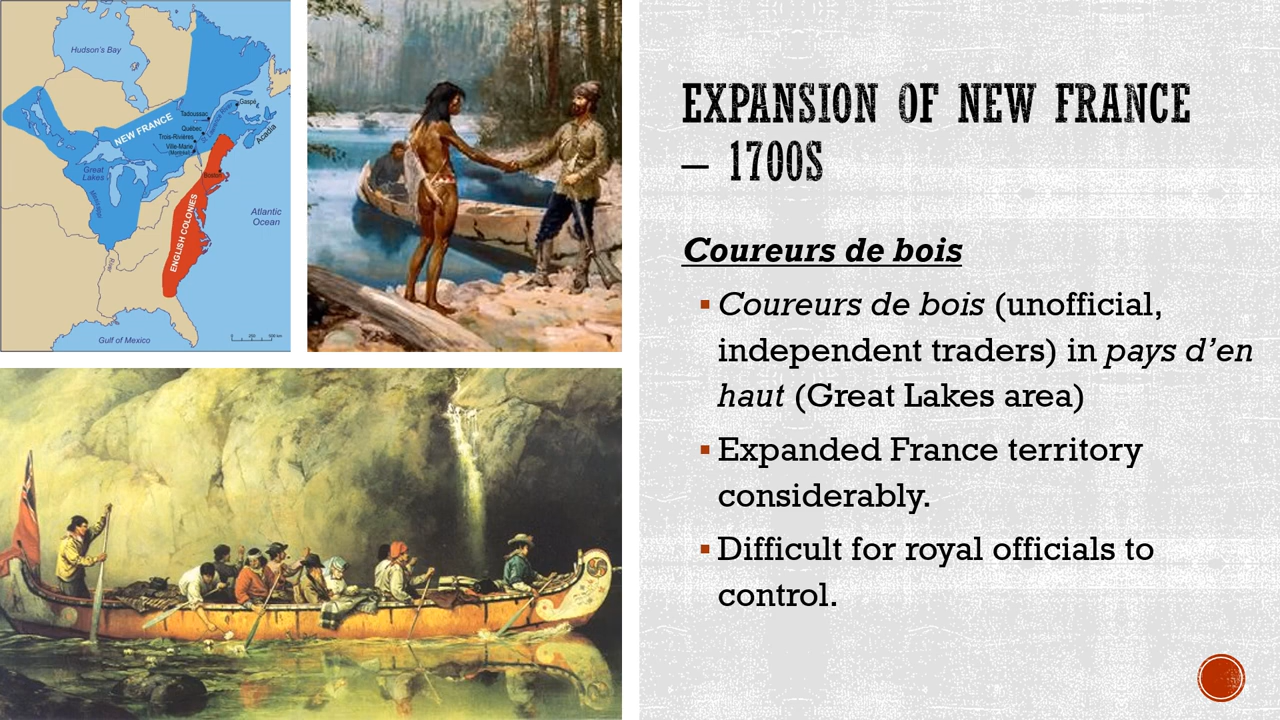 Hudson's Bay
NEW FRANCE
Gaspé
Tadoussac
Québec
Trois-Rivières
Ville-Marie
(Montréal)
Acadia
Great
Lakes
Boston
Mississippi
ENGLISH COLONIES
Atlantic
Ocean
Gulf of Mexico
EXPANSION OF NEW FRANCE
– 1700S
Coureurs de bois
▪ Coureurs de bois (unofficial,
independent traders) in pays d’en
haut (Great Lakes area)
▪ Expanded France territory
considerably.
▪ Difficult for royal officials to
control.